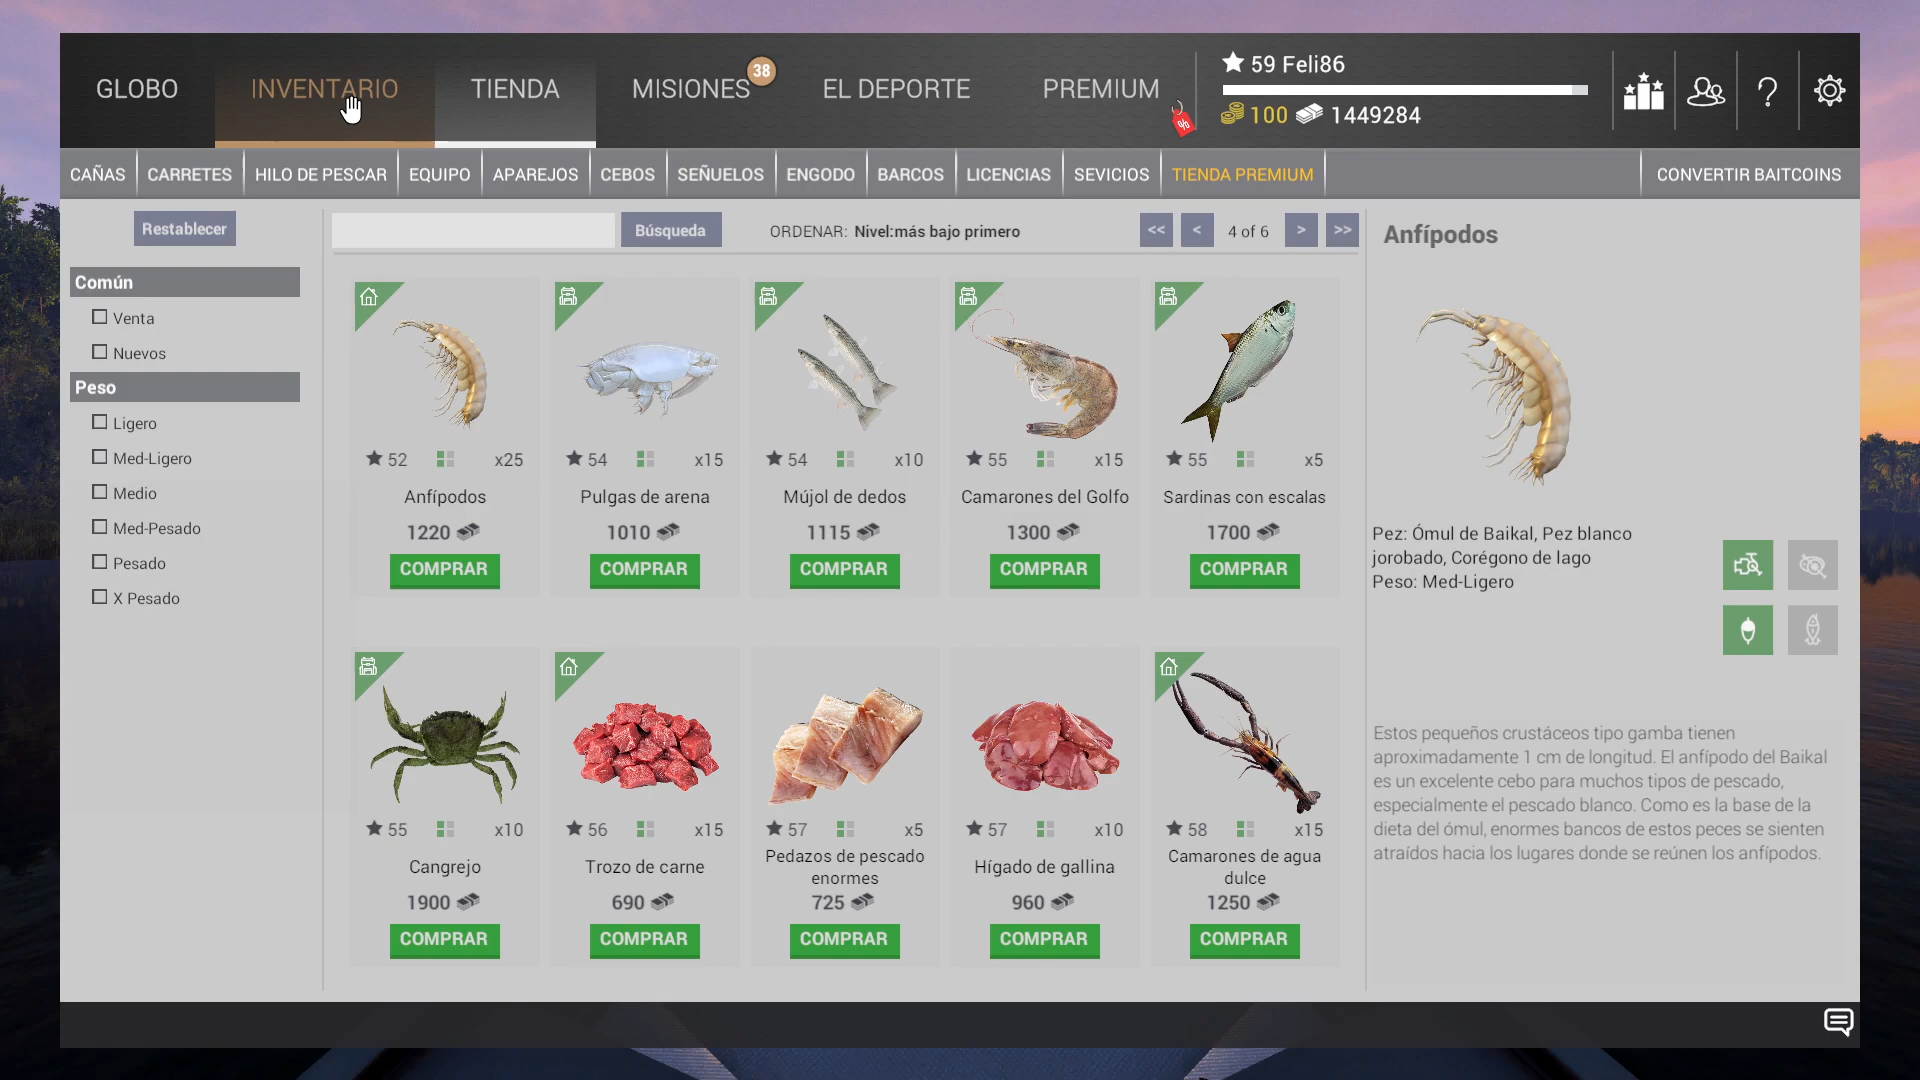 GLOBO
INVENTARIO
TIENDA
MISIONES
38
EL DEPORTE
PREMIUM
%
59 Feli86
100
1449284
?
CAÑAS
CARRETES
HILO DE PESCAR
EQUIPO
APAREJOS
CEBOS
SEÑUELOS
ENGODO
BARCOS
LICENCIAS
SEVICIOS
TIENDA PREMIUM
CONVERTIR BAITCOINS
Restablecer
Común
Venta
Nuevos
Peso
Ligero
Med-Ligero
Medio
Med-Pesado
Pesado
X Pesado
Búsqueda
ORDENAR: Nivel:más bajo primero
<<
<
4 of 6
>
>>
52 x25
Anfípodos
1220
COMPRAR
54 x15
Pulgas de arena
1010
COMPRAR
54 x10
Mújol de dedos
1115
COMPRAR
55 x15
Camarones del Golfo
1300
COMPRAR
55 x5
Sardinas con escalas
1700
COMPRAR
55 x10
Cangrejo
1900
COMPRAR
56 x15
Trozo de carne
690
COMPRAR
57 x5
Pedazos de pescado
enormes
725
COMPRAR
57 x10
Hígado de gallina
960
COMPRAR
58 x15
Camarones de agua
dulce
1250
COMPRAR
Anfípodos
Pez: Ómul de Baikal, Pez blanco
jorobado, Corégono de lago
Peso: Med-Ligero
Estos pequeños crustáceos tipo gamba tienen
aproximadamente 1 cm de longitud. El anfípodo del Baikal
es un excelente cebo para muchos tipos de pescado,
especialmente el pescado blanco. Como es la base de la
dieta del ómul, enormes bancos de estos peces se sienten
atraídos hacia los lugares donde se reúnen los anfípodos.